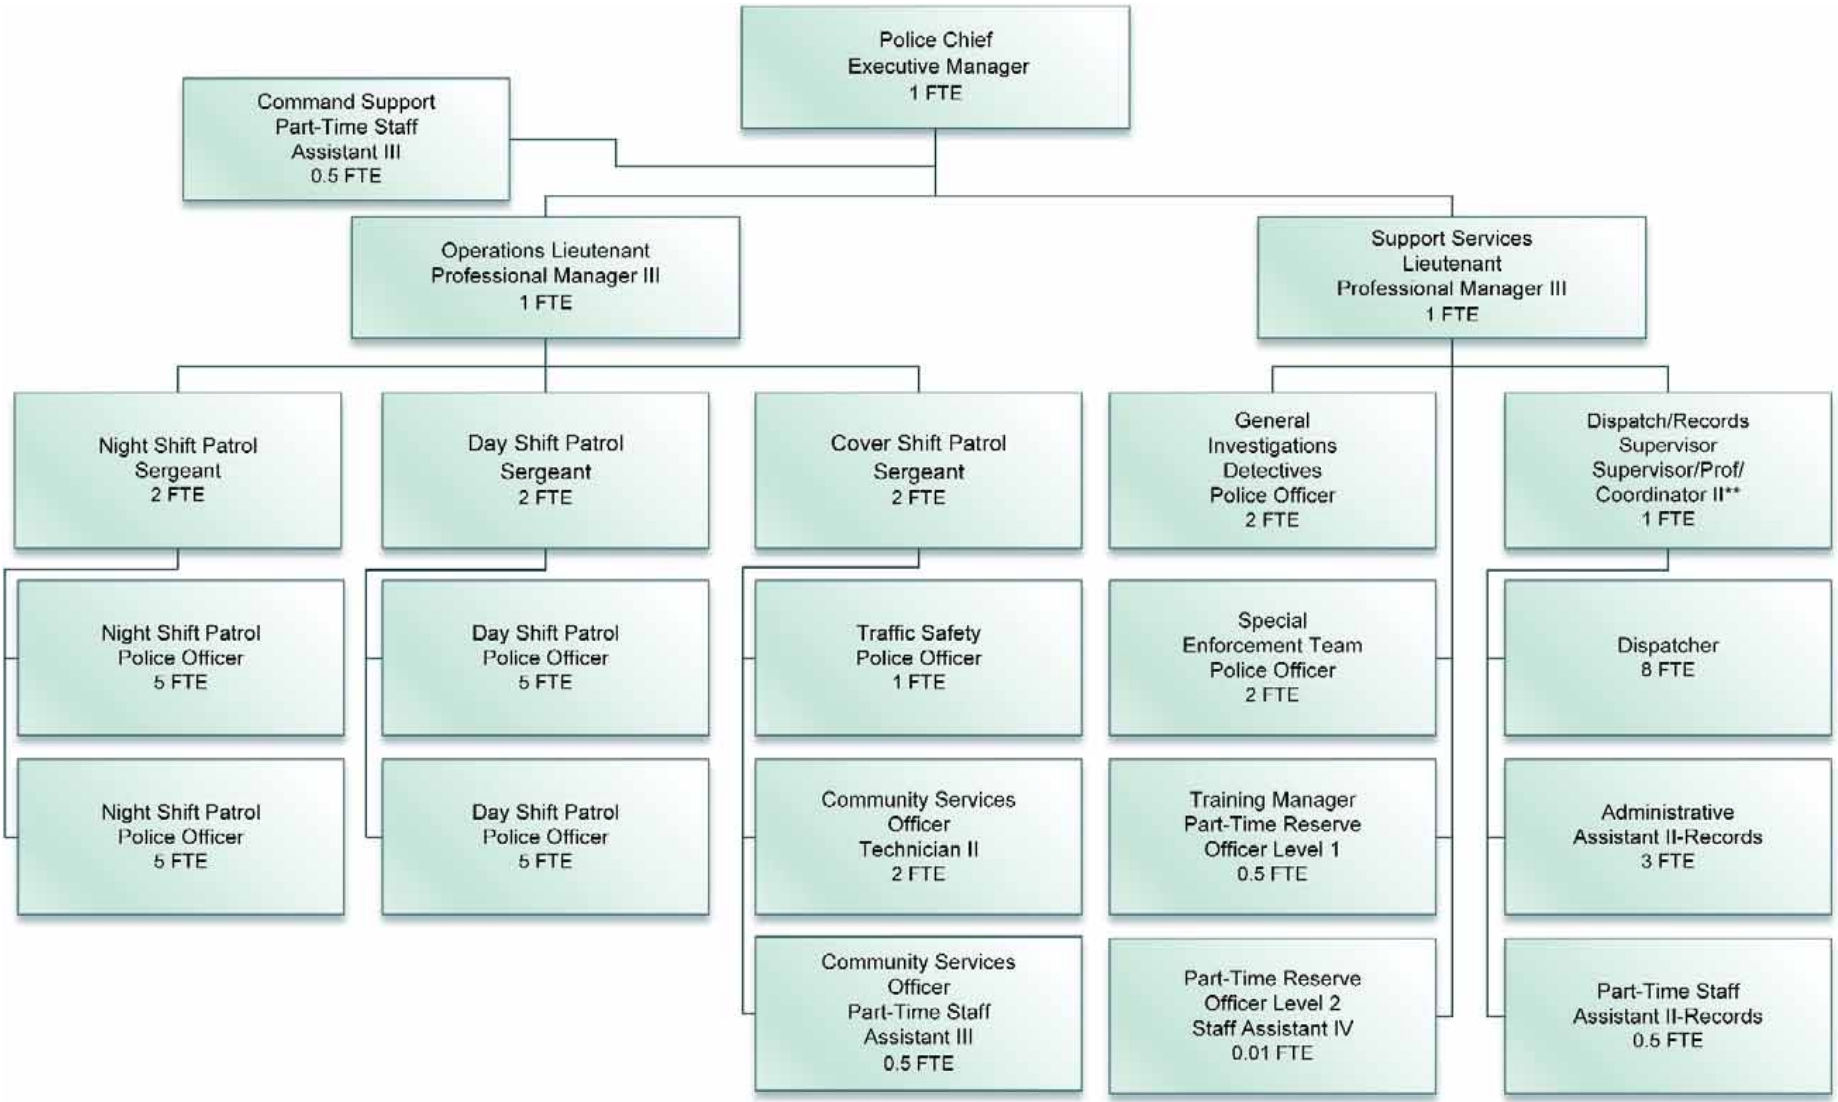 Police Chief
Executive Manager
1 FTE
Command Support
Part-Time Staff
Assistant III
0.5 FTE
Operations Lieutenant
Professional Manager III
1 FTE
Support Services
Lieutenant
Professional Manager III
1 FTE
Night Shift Patrol
Sergeant
2 FTE
Day Shift Patrol
Sergeant
2 FTE
Cover Shift Patrol
Sergeant
2 FTE
General
Investigations
Detectives
Police Officer
2 FTE
Dispatch/Records
Supervisor
Supervisor/Prof/
Coordinator II**
1 FTE
Night Shift Patrol
Police Officer
5 FTE
Day Shift Patrol
Police Officer
5 FTE
Traffic Safety
Police Officer
1 FTE
Special
Enforcement Team
Police Officer
2 FTE
Dispatcher
8 FTE
Night Shift Patrol
Police Officer
5 FTE
Day Shift Patrol
Police Officer
5 FTE
Community Services
Officer
Technician II
2 FTE
Training Manager
Part-Time Reserve
Officer Level 1
0.5 FTE
Administrative
Assistant II-Records
3 FTE
Community Services
Officer
Part-Time Staff
Assistant III
0.5 FTE
Part-Time Reserve
Officer Level 2
Staff Assistant IV
0.01 FTE
Part-Time Staff
Assistant II-Records
0.5 FTE